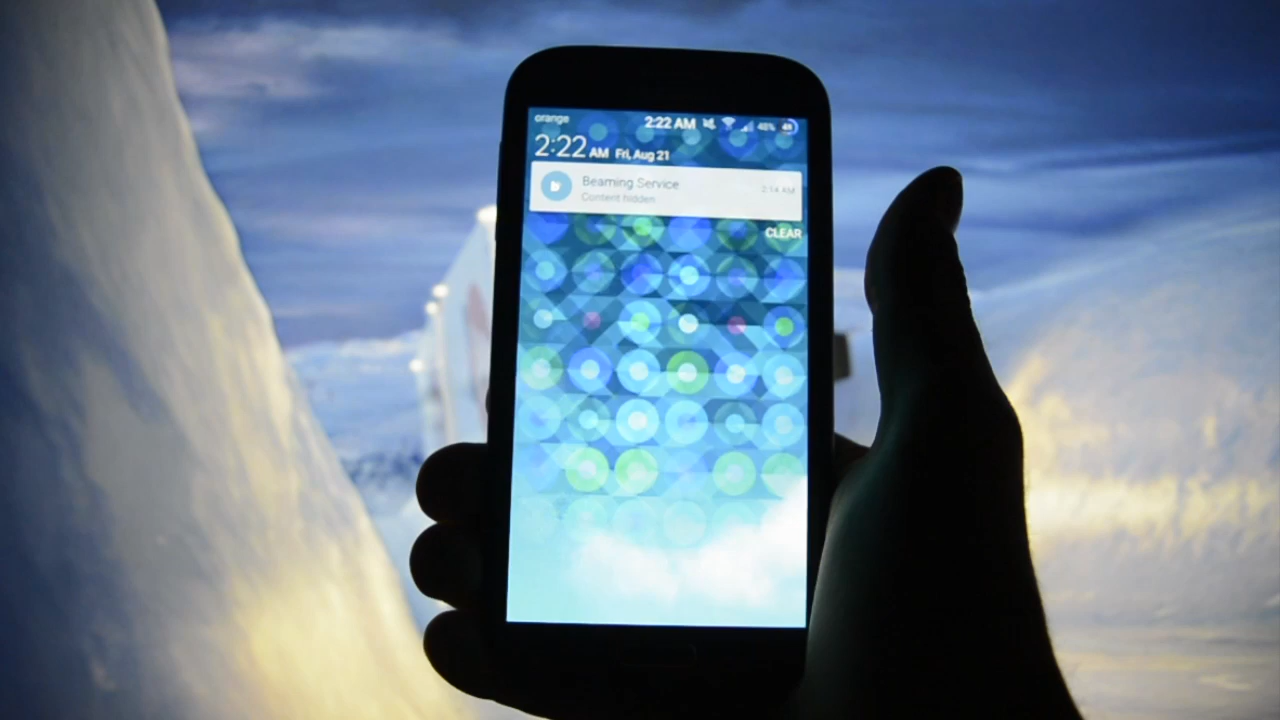 orange 2:22 AM 48% 48
2:22 AM Fri, Aug 21
Beaming Service 2:14 AM
Content hidden
CLEAR